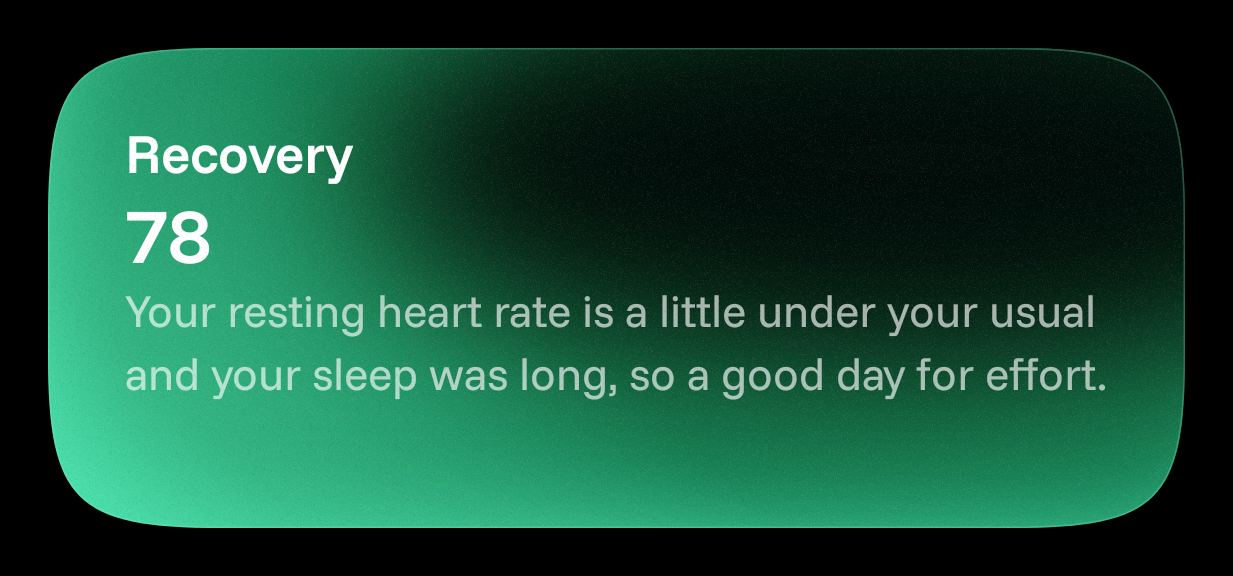 Recovery
78
Your resting heart rate is a little under your usual
and your sleep was long, so a good day for effort.